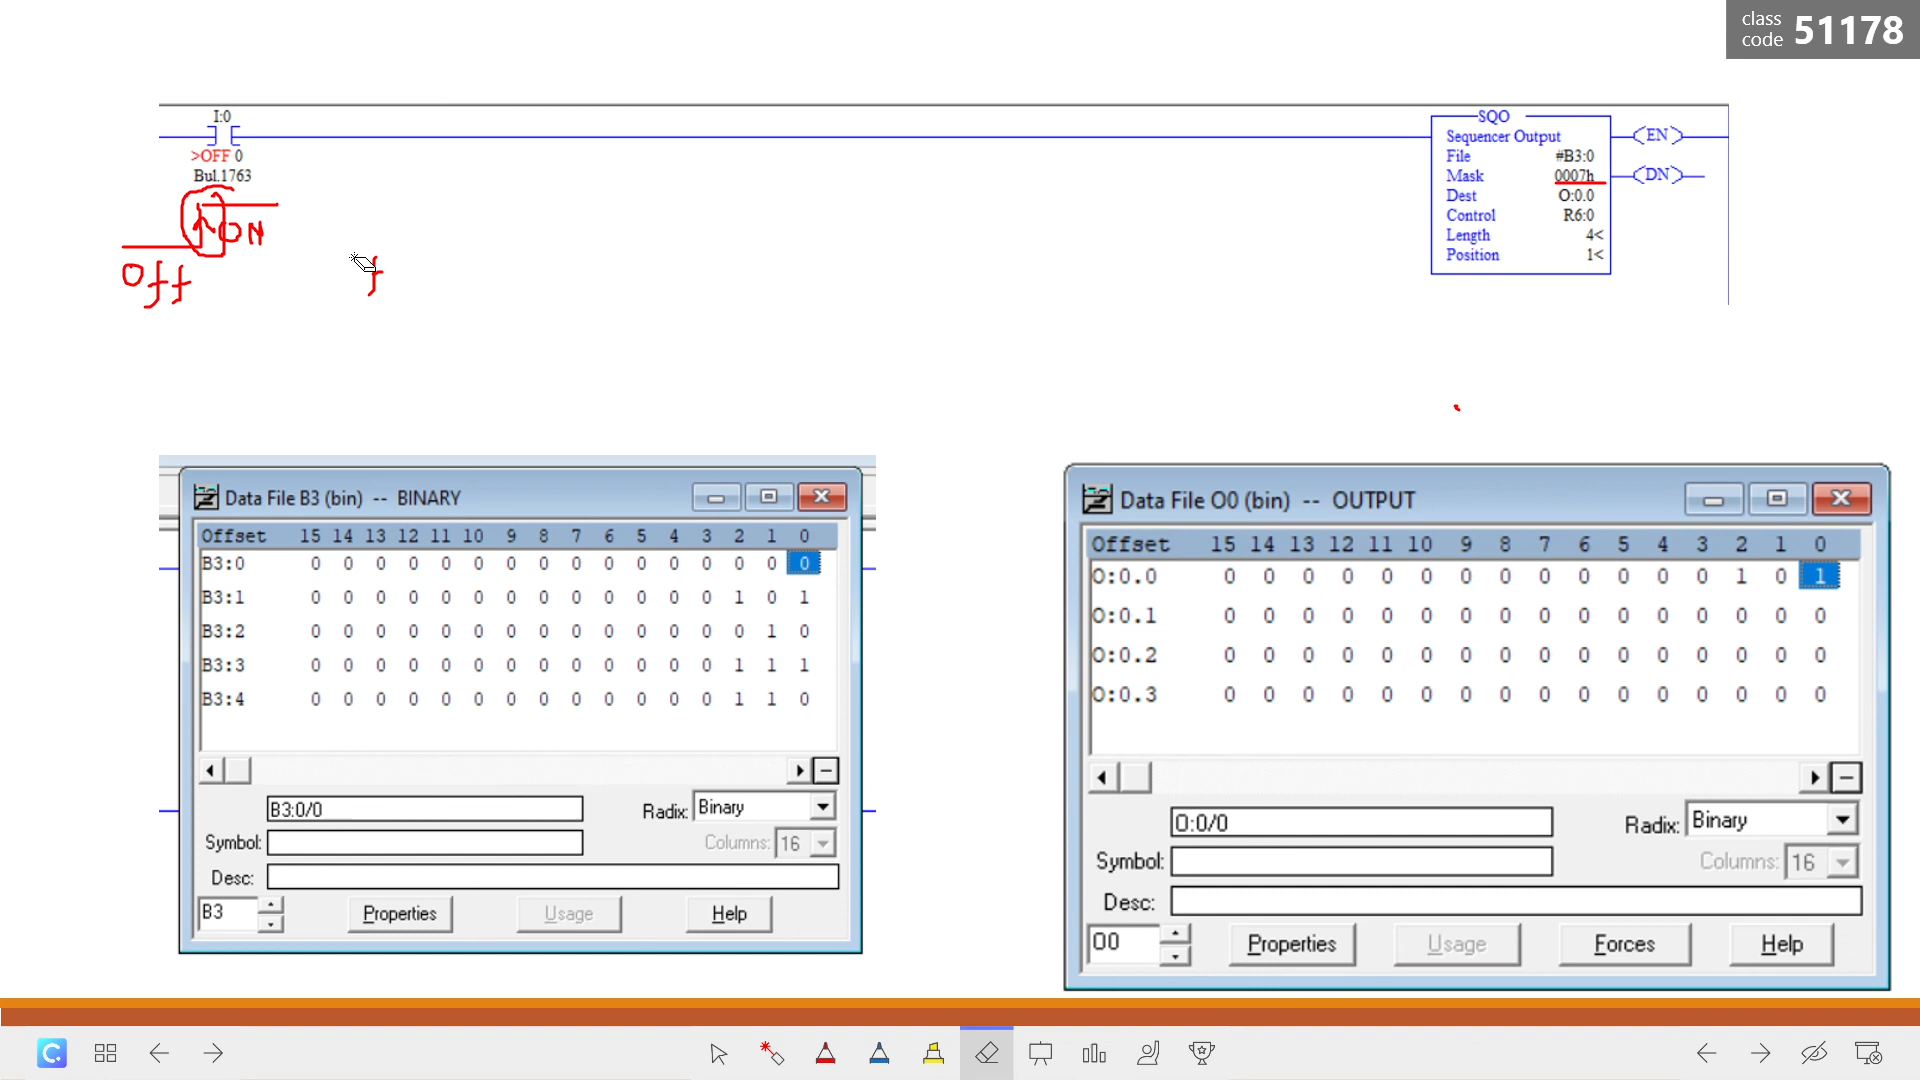 class code 51178
I:0
>OFF 0
Bul.1763
ON
Off
f
SQO
Sequencer Output
File #B3:0
Mask 0007h
Dest O:0.0
Control R6:0
Length 4<
Position 1<
EN
DN
Data File B3 (bin) -- BINARY
Offset 15 14 13 12 11 10 9 8 7 6 5 4 3 2 1 0
B3:0 0 0 0 0 0 0 0 0 0 0 0 0 0 0 0 0
B3:1 0 0 0 0 0 0 0 0 0 0 0 0 0 1 0 1
B3:2 0 0 0 0 0 0 0 0 0 0 0 0 0 0 1 0
B3:3 0 0 0 0 0 0 0 0 0 0 0 0 0 1 1 1
B3:4 0 0 0 0 0 0 0 0 0 0 0 0 0 1 1 0
B3:0/0 Radix: Binary
Symbol: Columns: 16
Desc:
B3 Properties Usage Help
Data File O0 (bin) -- OUTPUT
Offset 15 14 13 12 11 10 9 8 7 6 5 4 3 2 1 0
O:0.0 0 0 0 0 0 0 0 0 0 0 0 0 0 1 0 1
O:0.1 0 0 0 0 0 0 0 0 0 0 0 0 0 0 0 0
O:0.2 0 0 0 0 0 0 0 0 0 0 0 0 0 0 0 0
O:0.3 0 0 0 0 0 0 0 0 0 0 0 0 0 0 0 0
O:0/0 Radix: Binary
Symbol: Columns: 16
Desc:
O0 Properties Usage Forces Help